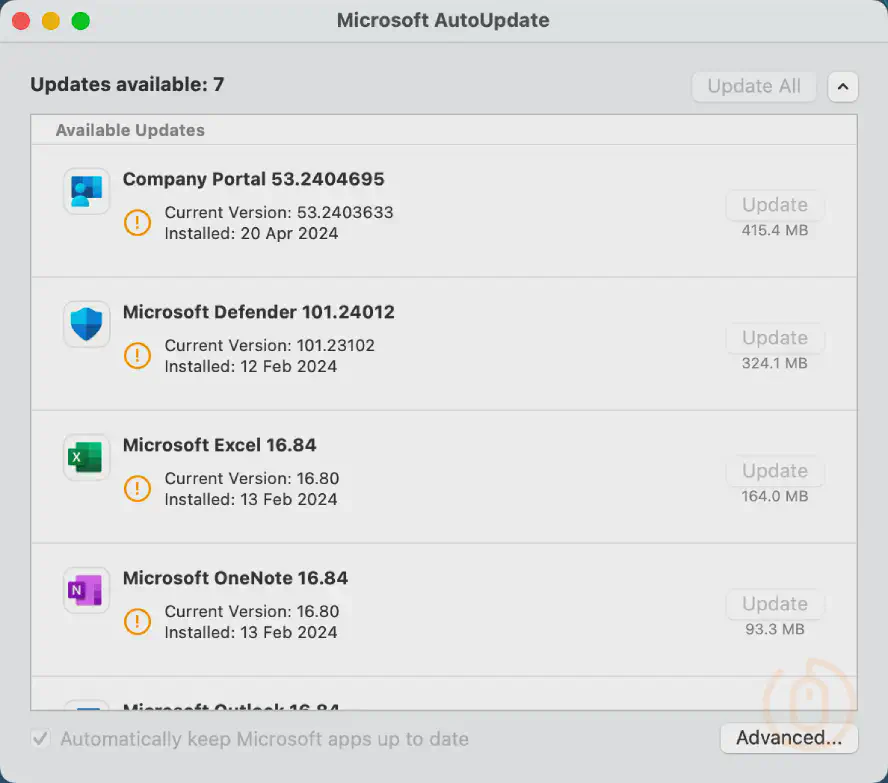 Microsoft AutoUpdate
Updates available: 7
Update All
Available Updates
Company Portal 53.2404695
Current Version: 53.2403633
Installed: 20 Apr 2024
Update
415.4 MB
Microsoft Defender 101.24012
Current Version: 101.23102
Installed: 12 Feb 2024
Update
324.1 MB
Microsoft Excel 16.84
Current Version: 16.80
Installed: 13 Feb 2024
Update
164.0 MB
Microsoft OneNote 16.84
Current Version: 16.80
Installed: 13 Feb 2024
Update
93.3 MB
Microsoft Outlook 16.84
Automatically keep Microsoft apps up to date
Advanced...